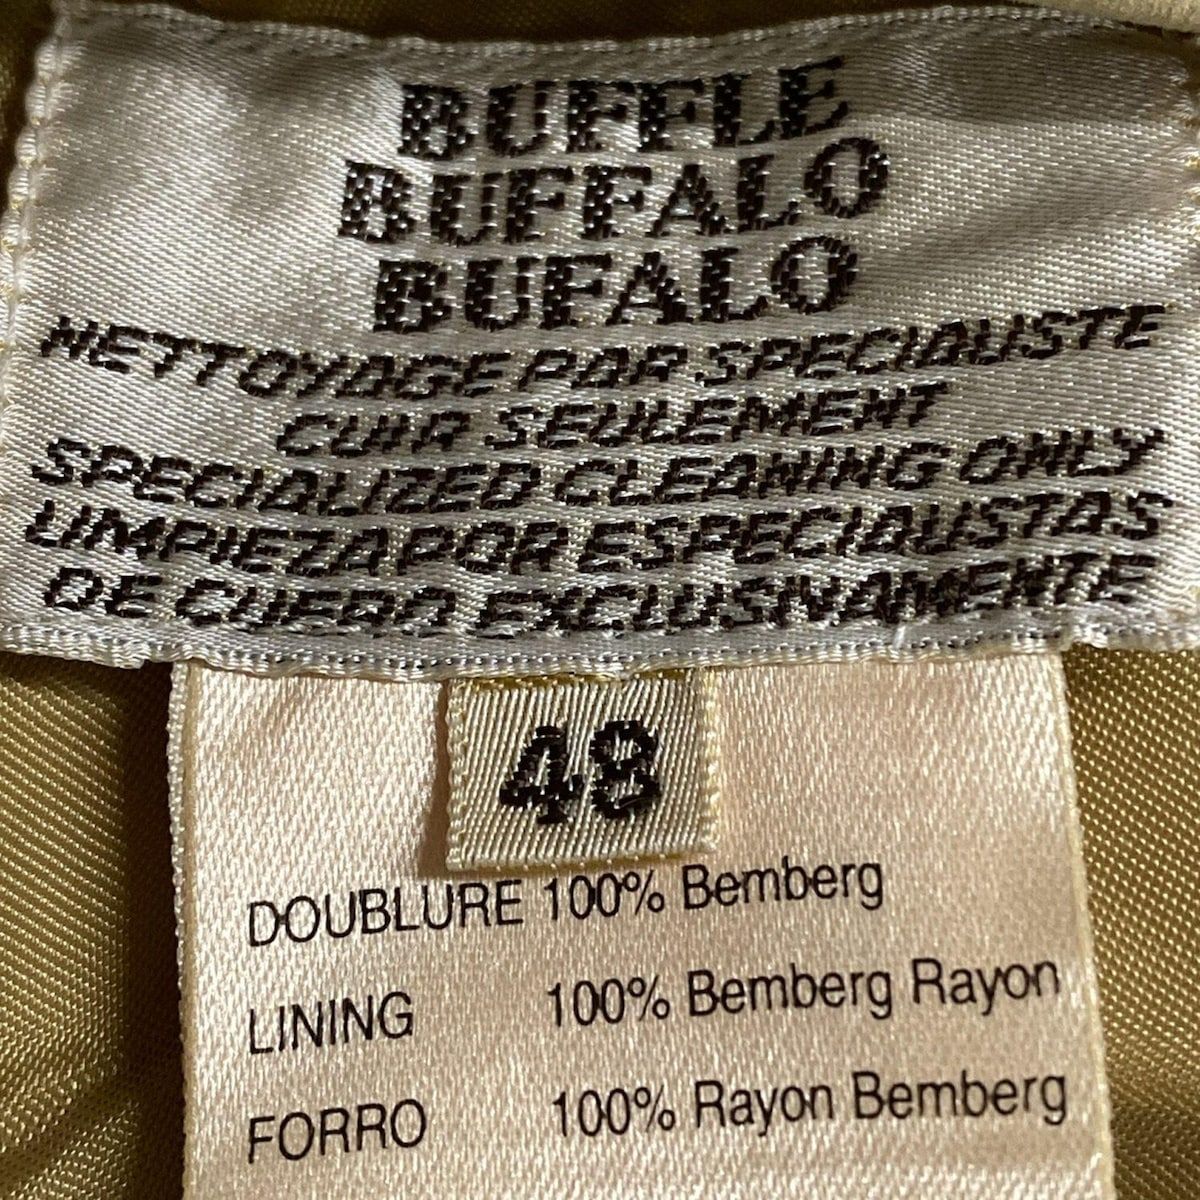 BUFFLE
BUFFALO
BUFALO
NETTOYAGE PAR SPECIALISTE
CUIR SEULEMENT
SPECIALIZED CLEANING ONLY
LIMPIEZA POR ESPECIALISTAS
DE CUERO EXCLUSIVAMENTE
48
DOUBLURE 100% Bemberg
LINING 100% Bemberg Rayon
FORRO 100% Rayon Bemberg